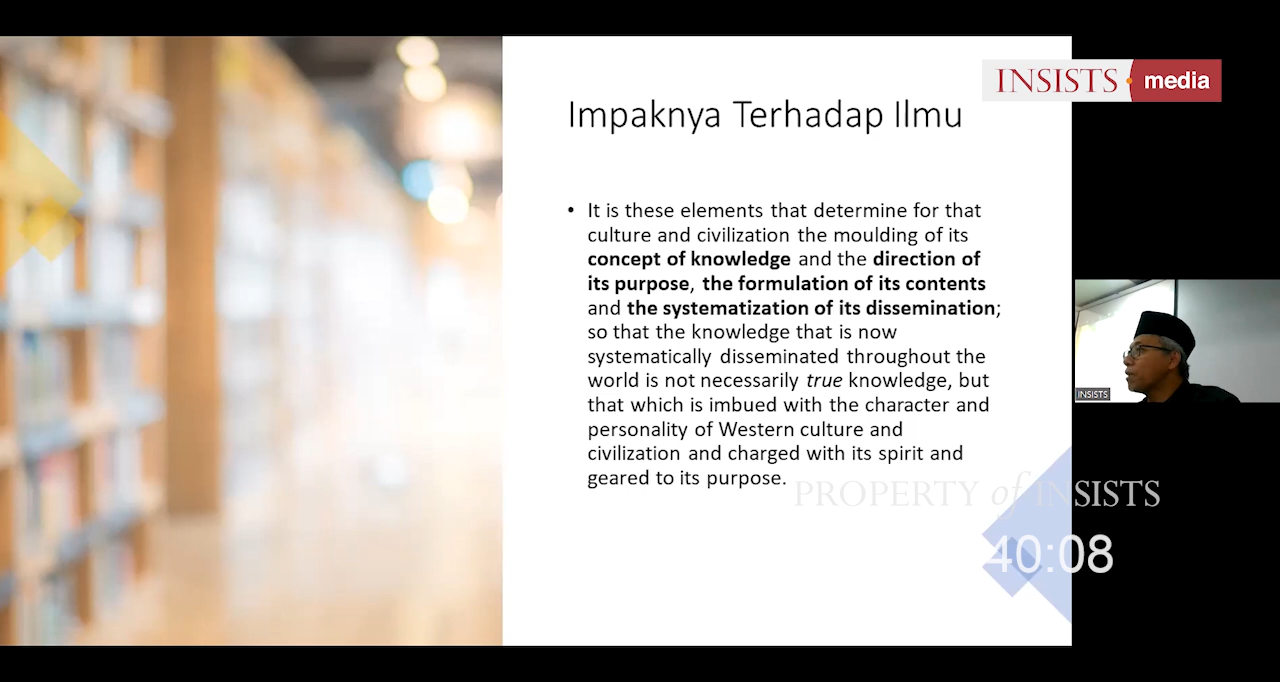 INSISTS media
Impaknya Terhadap Ilmu
• It is these elements that determine for that
culture and civilization the moulding of its
concept of knowledge and the direction of
its purpose, the formulation of its contents
and the systematization of its dissemination;
so that the knowledge that is now
systematically disseminated throughout the
world is not necessarily true knowledge, but
that which is imbued with the character and
personality of Western culture and
civilization and charged with its spirit and
geared to its purpose.
INSISTS
PROPERTY of INSISTS
40:08